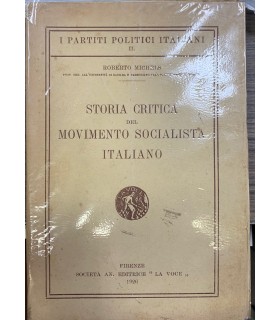 I PARTITI POLITICI ITALIANI
II.
ROBERTO MICHELS
STORIA CRITICA
DEL
MOVIMENTO SOCIALISTA
ITALIANO
FIRENZE
SOCIETÀ AN. EDITRICE "LA VOCE„